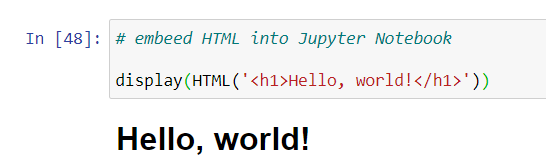 In [48]: # embeed HTML into Jupyter Notebook
display(HTML('<h1>Hello, world!</h1>'))
Hello, world!